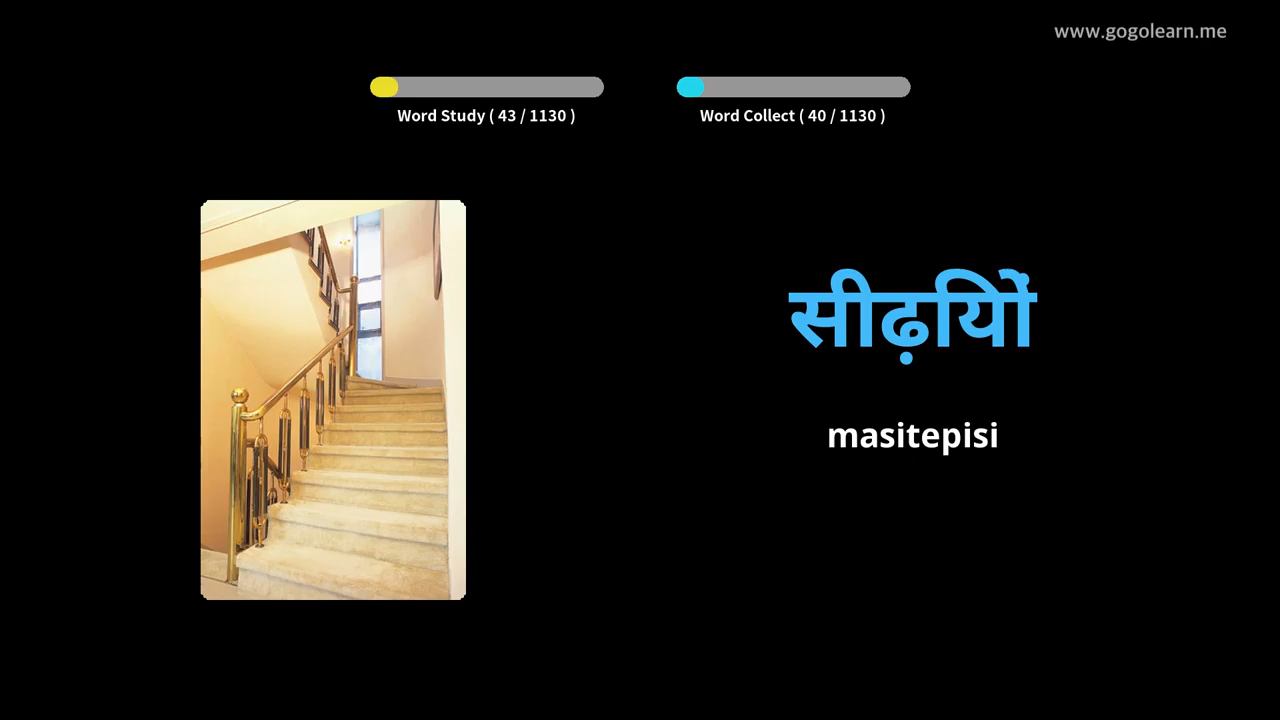 www.gogolearn.me
Word Study ( 43 / 1130 )
Word Collect ( 40 / 1130 )
सीढ़ियों
masitepisi